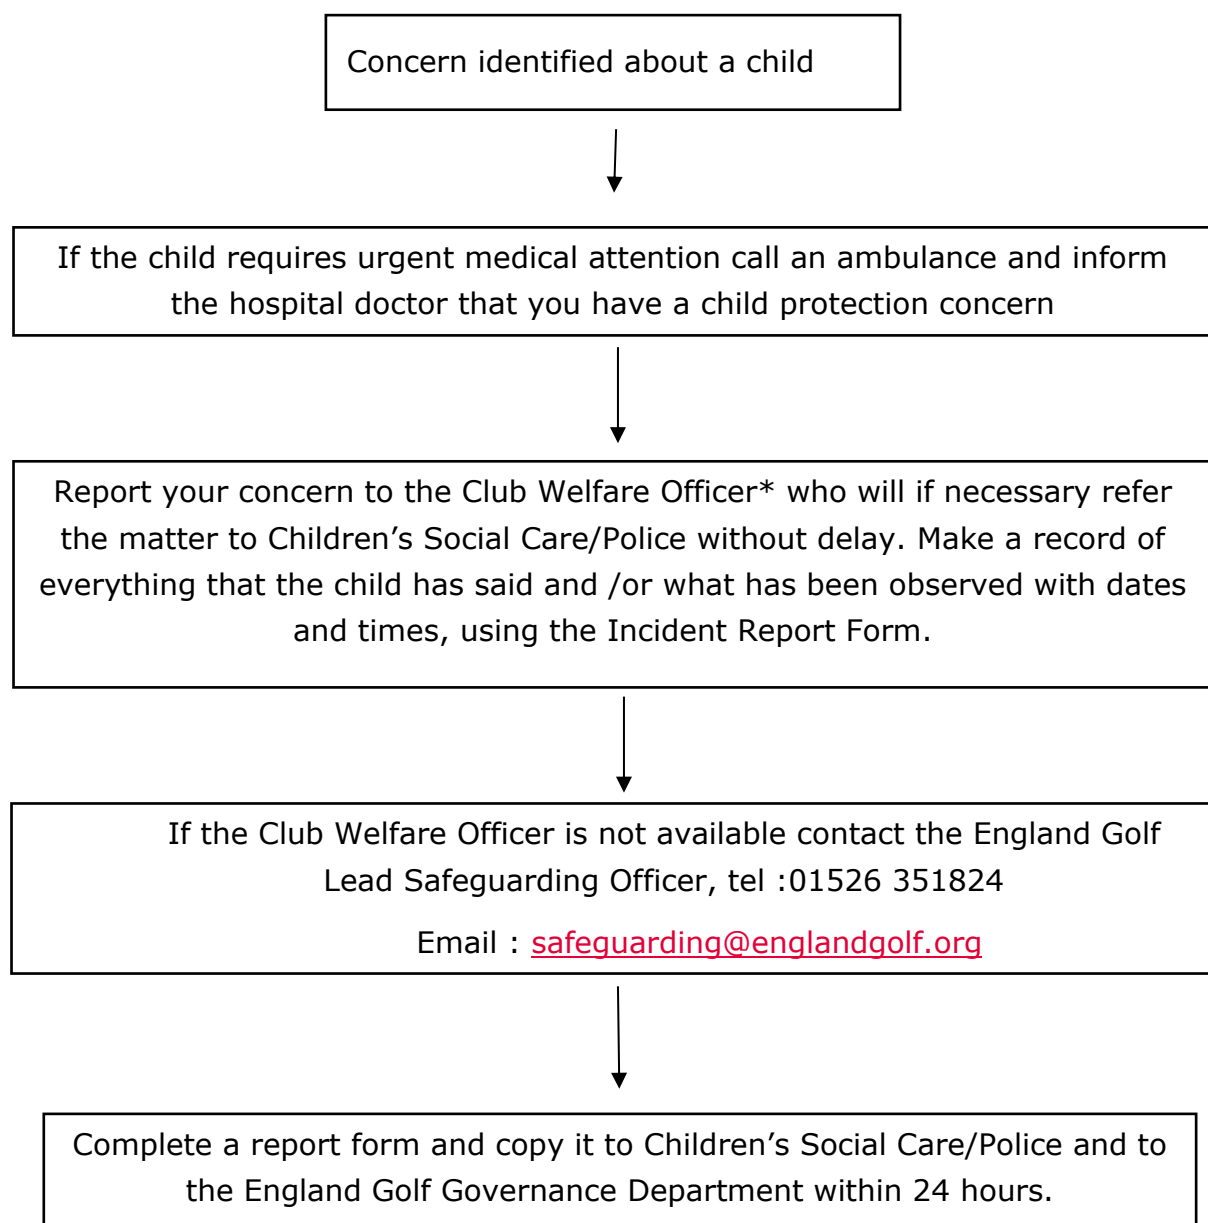 Concern identified about a child
If the child requires urgent medical attention call an ambulance and inform
the hospital doctor that you have a child protection concern
Report your concern to the Club Welfare Officer* who will if necessary refer
the matter to Children’s Social Care/Police without delay. Make a record of
everything that the child has said and /or what has been observed with dates
and times, using the Incident Report Form.
If the Club Welfare Officer is not available contact the England Golf
Lead Safeguarding Officer, tel :01526 351824
Email : safeguarding@englandgolf.org
Complete a report form and copy it to Children’s Social Care/Police and to
the England Golf Governance Department within 24 hours.